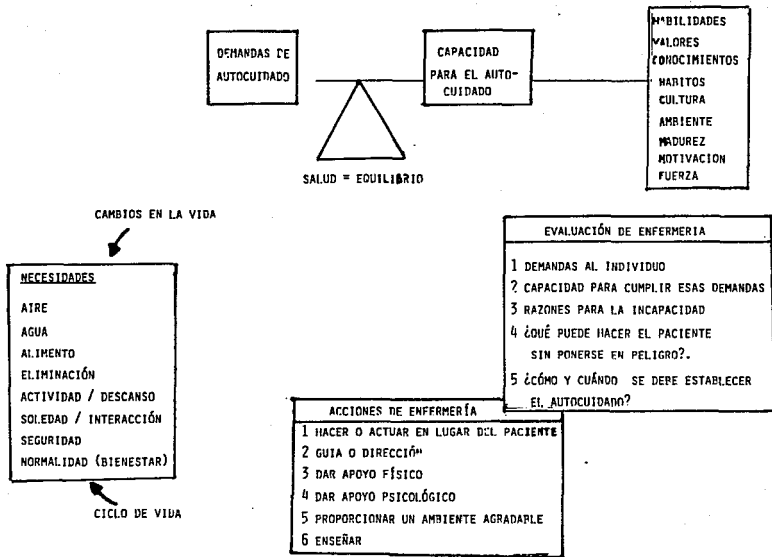 DEMANDAS DE
AUTOCUIDADO
CAPACIDAD
PARA EL AUTO-
CUIDADO
HABILIDADES
VALORES
CONOCIMIENTOS
HABITOS
CULTURA
AMBIENTE
MADUREZ
MOTIVACION
FUERZA
SALUD = EQUILIBRIO
CAMBIOS EN LA VIDA
NECESIDADES
AIRE
AGUA
ALIMENTO
ELIMINACIÓN
ACTIVIDAD / DESCANSO
SOLEDAD / INTERACCIÓN
SEGURIDAD
NORMALIDAD (BIENESTAR)
CICLO DE VIDA
EVALUACIÓN DE ENFERMERIA
1 DEMANDAS AL INDIVIDUO
2 CAPACIDAD PARA CUMPLIR ESAS DEMANDAS
3 RAZONES PARA LA INCAPACIDAD
4 ¿QUÉ PUEDE HACER EL PACIENTE
SIN PONERSE EN PELIGRO?.
5 ¿CÓMO Y CUÁNDO SE DEBE ESTABLECER
EL AUTOCUIDADO?
ACCIONES DE ENFERMERÍA
1 HACER O ACTUAR EN LUGAR DEL PACIENTE
2 GUIA O DIRECCIÓN
3 DAR APOYO FÍSICO
4 DAR APOYO PSICOLÓGICO
5 PROPORCIONAR UN AMBIENTE AGRADABLE
6 ENSEÑAR